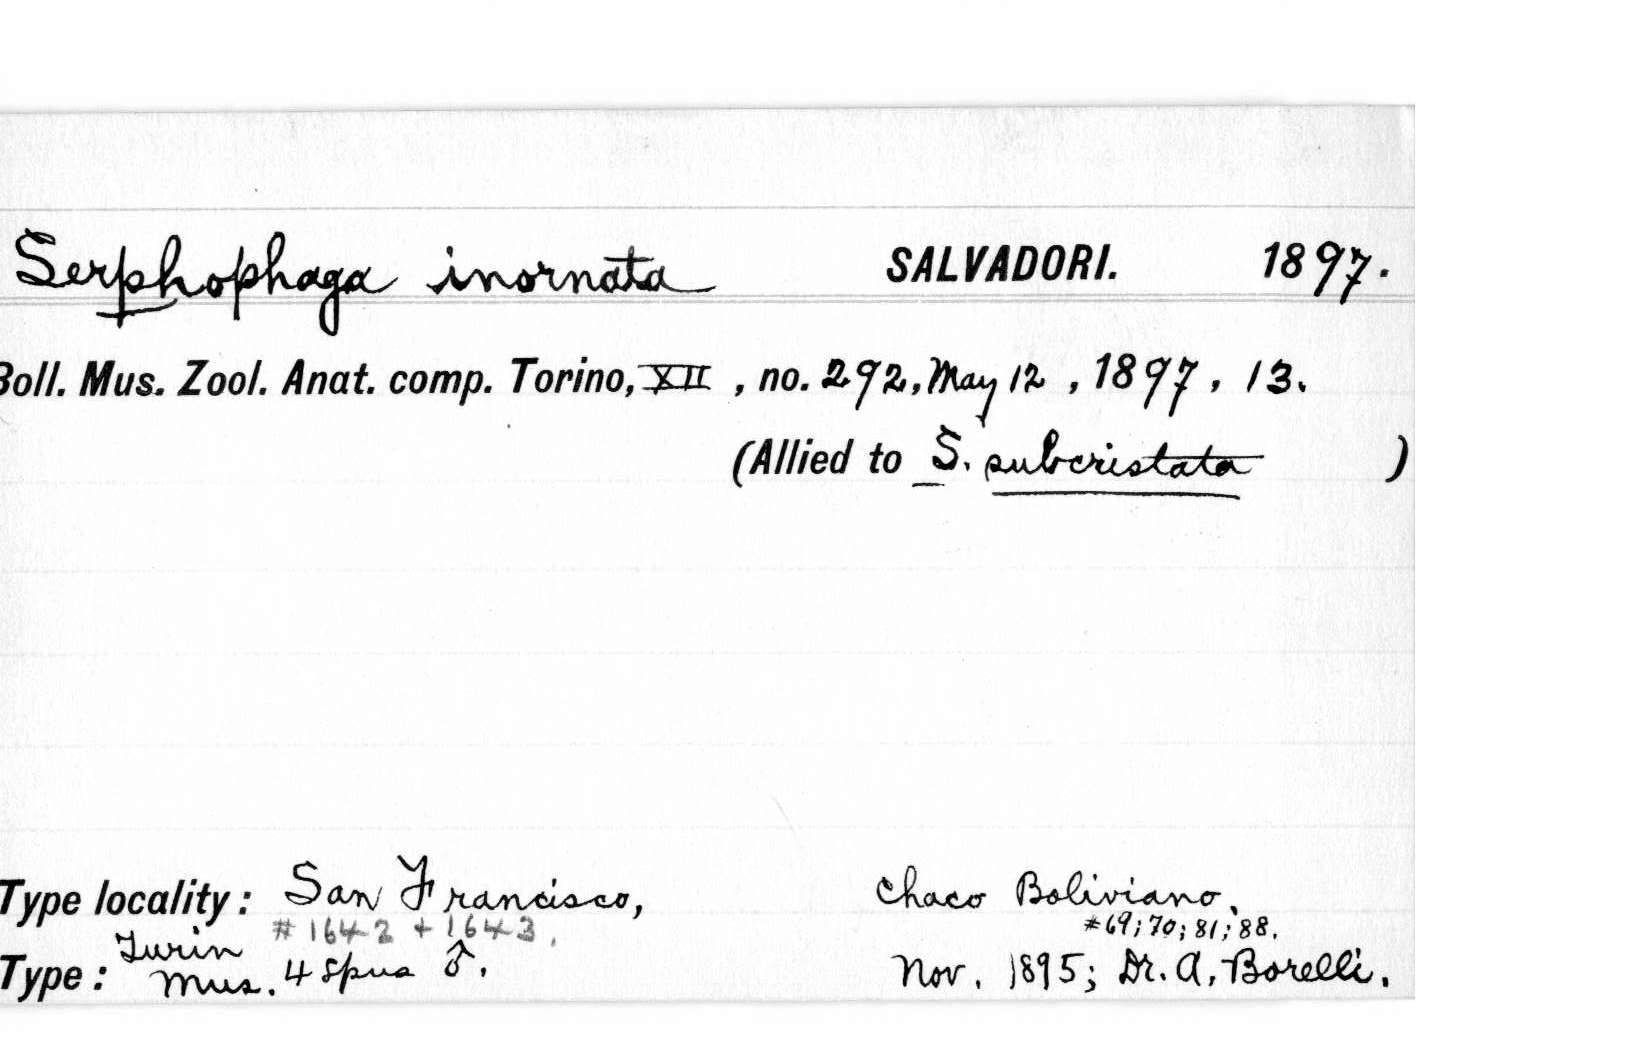 Serphophaga inornata SALVADORI. 1897.
Boll. Mus. Zool. Anat. comp. Torino, XII, no. 292, May 12, 1897, 13.
(Allied to S. subcristata )
Type locality: San Francisco, Chaco Boliviano,
#1642 + 1643. #69; 70; 81; 88.
Type: Turin Mus. 4 spns ♂. Nov. 1895; Dr. A. Borelli.